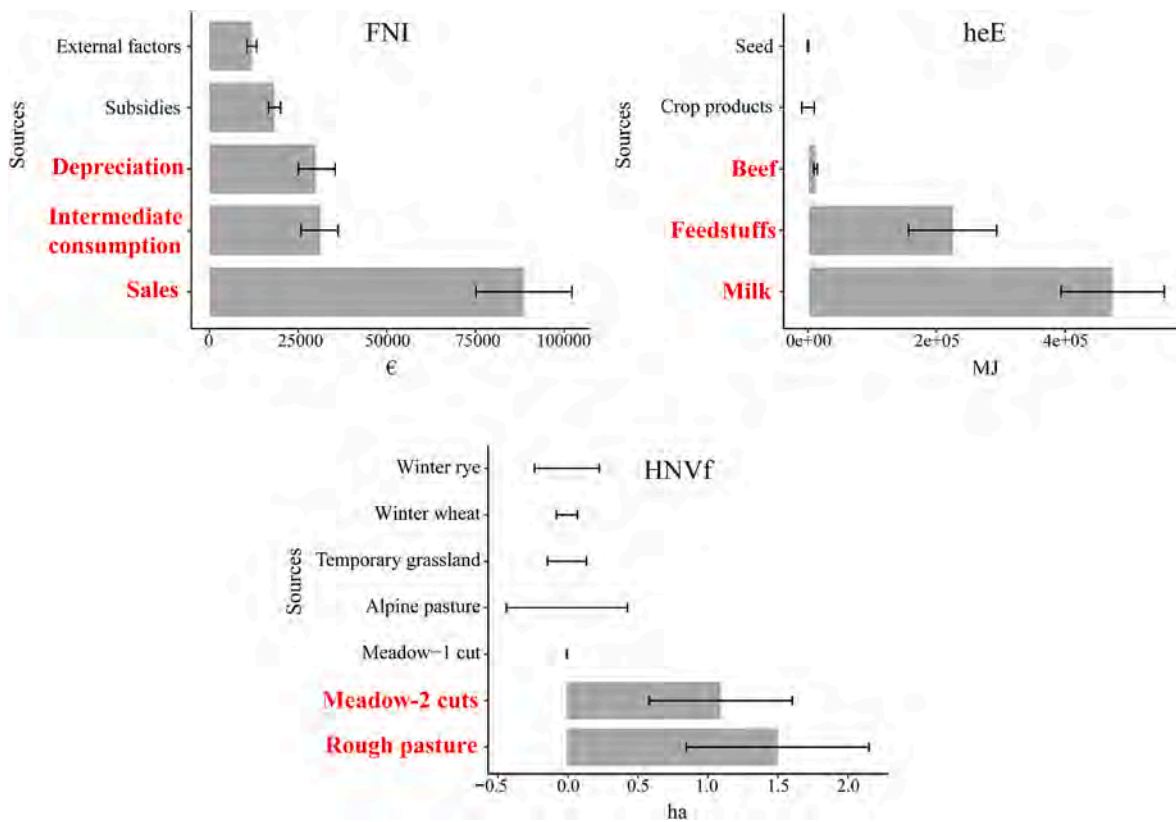 FNI
Sources
External factors
Subsidies
Depreciation
Intermediate
consumption
Sales
0
25000
50000
75000
100000
€
heE
Sources
Seed
Crop products
Beef
Feedstuffs
Milk
0e+00
2e+05
4e+05
MJ
HNVf
Sources
Winter rye
Winter wheat
Temporary grassland
Alpine pasture
Meadow−1 cut
Meadow-2 cuts
Rough pasture
−0.5
0.0
0.5
1.0
1.5
2.0
ha